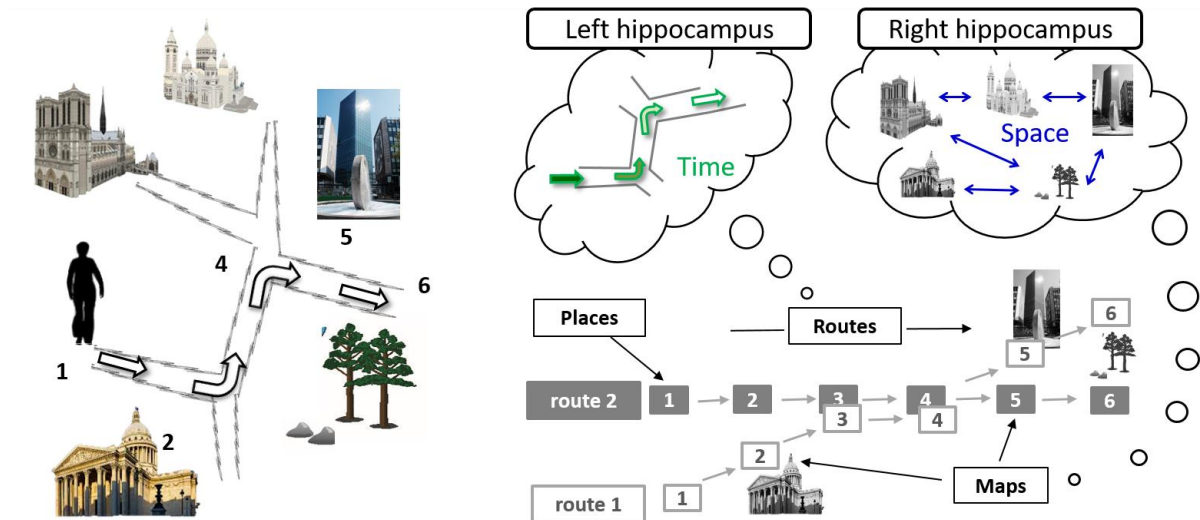 Left hippocampus
Right hippocampus
Time
Space
1
2
4
5
6
Places
Routes
route 2
1
2
3
4
5
6
route 1
1
2
3
4
5
6
Maps